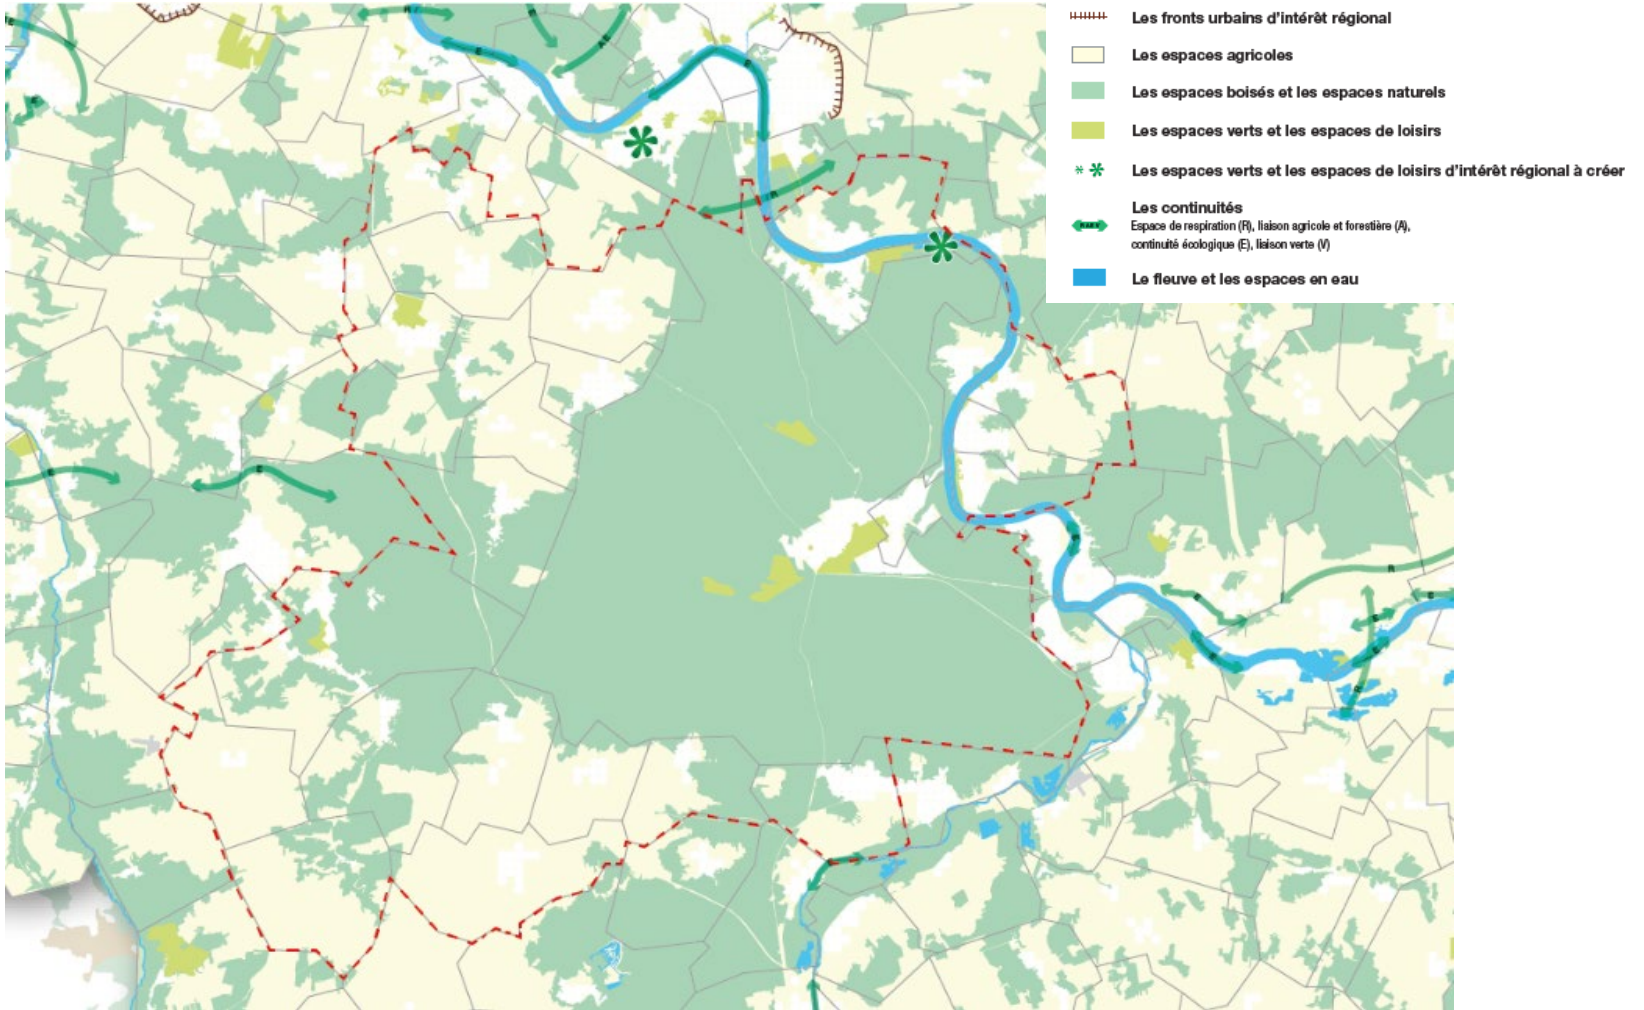 Les fronts urbains d'intérêt régional
Les espaces agricoles
Les espaces boisés et les espaces naturels
Les espaces verts et les espaces de loisirs
Les espaces verts et les espaces de loisirs d'intérêt régional à créer
Les continuités
Espace de respiration (R), liaison agricole et forestière (A),
continuité écologique (E), liaison verte (V)
Le fleuve et les espaces en eau
E
R
E
E
R
R